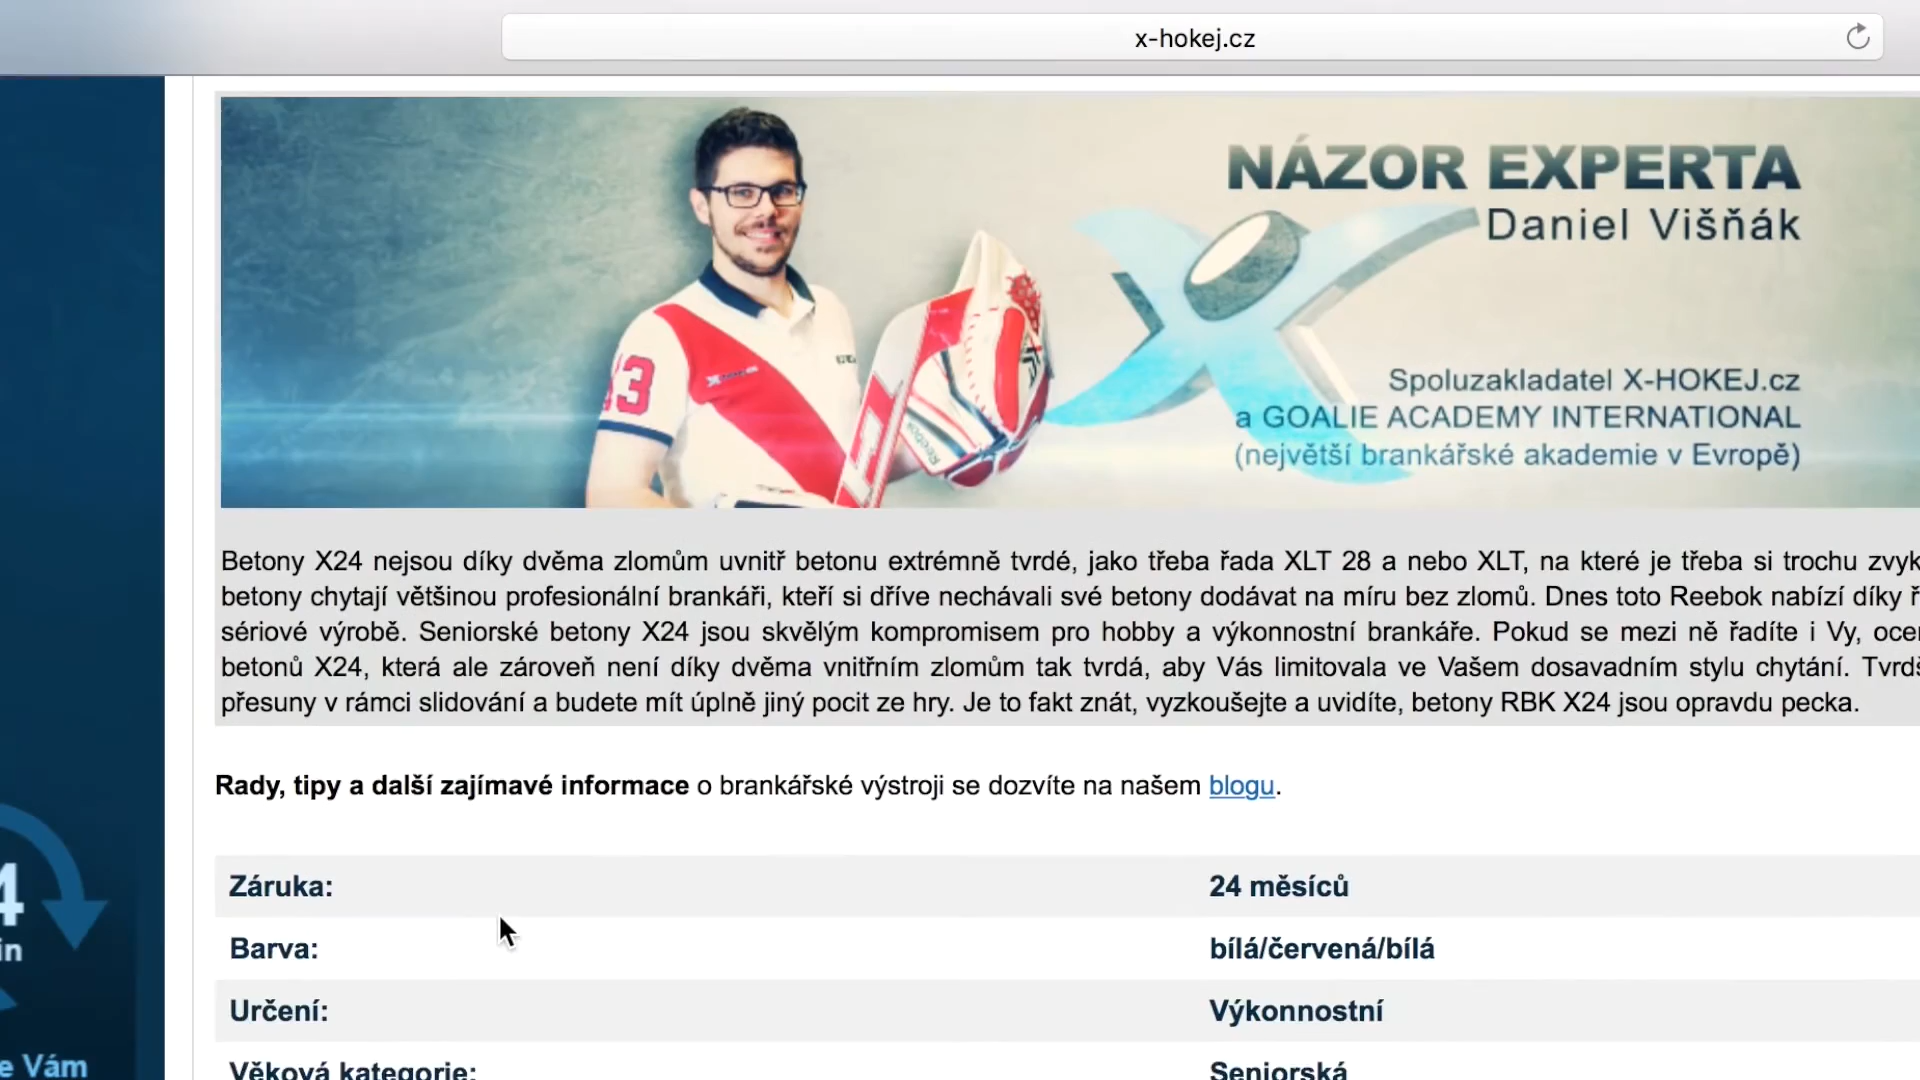 x-hokej.cz
NÁZOR EXPERTA
Daniel Višňák
13
Spoluzakladatel X-HOKEJ.cz
a GOALIE ACADEMY INTERNATIONAL
(největší brankářské akademie v Evropě)
Reebok
Betony X24 nejsou díky dvěma zlomům uvnitř betonu extrémně tvrdé, jako třeba řada XLT 28 a nebo XLT, na které je třeba si trochu
betony chytají většinou profesionální brankáři, kteří si dříve nechávali své betony dodávat na míru bez zlomů. Dnes toto Reebok nabízí díky
sériové výrobě. Seniorské betony X24 jsou skvělým kompromisem pro hobby a výkonnostní brankáře. Pokud se mezi ně řadíte i Vy,
betonů X24, která ale zároveň není díky dvěma vnitřním zlomům tak tvrdá, aby Vás limitovala ve Vašem dosavadním stylu chytání.
přesuny v rámci slidování a budete mít úplně jiný pocit ze hry. Je to fakt znát, vyzkoušejte a uvidíte, betony RBK X24 jsou opravdu pecka.
Rady, tipy a další zajímavé informace o brankářské výstroji se dozvíte na našem blogu.
Záruka: 24 měsíců
Barva: bílá/červená/bílá
Určení: Výkonnostní
Věková kategorie: Seniorská
Vám